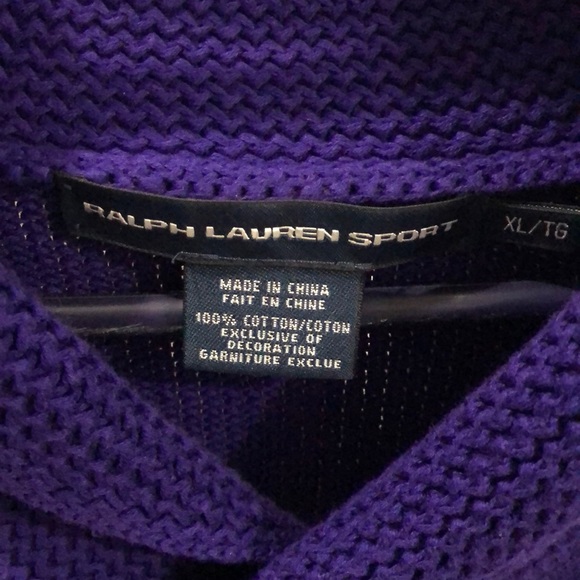 RALPH LAUREN SPORT
XL/TG
MADE IN CHINA
FAIT EN CHINE
100% COTTON/COTON
EXCLUSIVE OF
DECORATION
GARNITURE EXCLUE